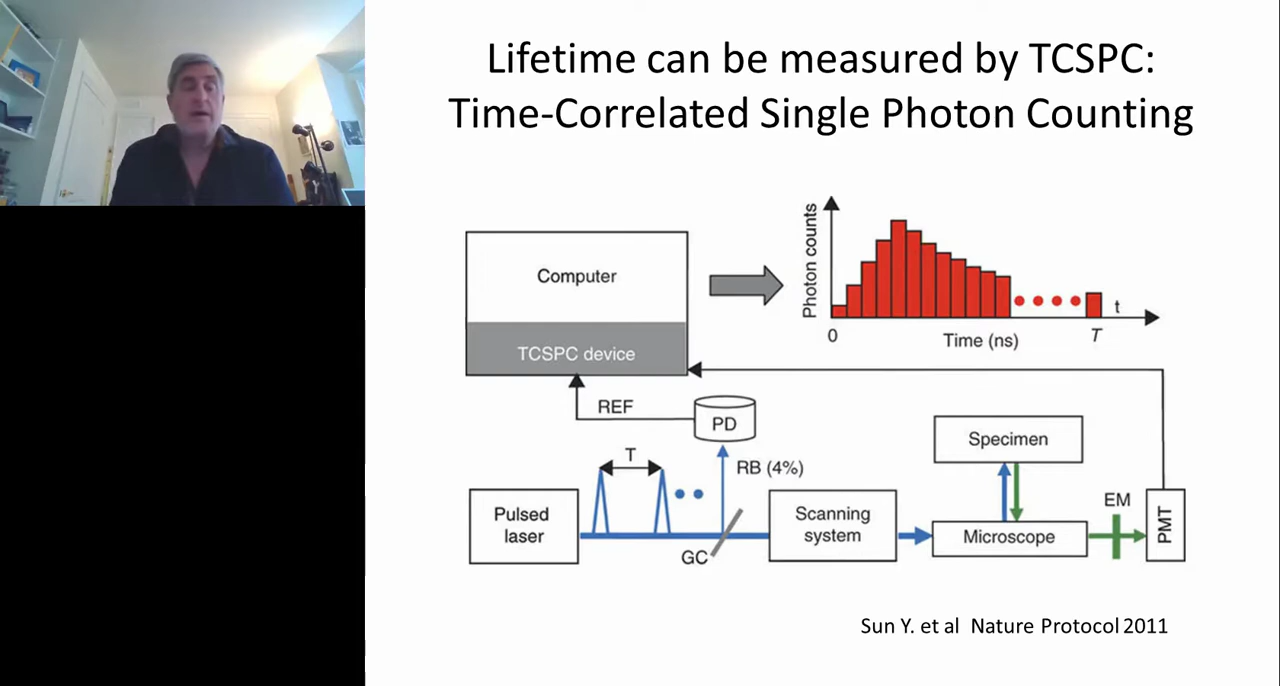 Lifetime can be measured by TCSPC:
Time-Correlated Single Photon Counting
Photon counts
Computer
TCSPC device
0
Time (ns)
T
t
REF
PD
T
RB (4%)
Specimen
EM
Pulsed
laser
GC
Scanning
system
Microscope
PMT
Sun Y. et al Nature Protocol 2011